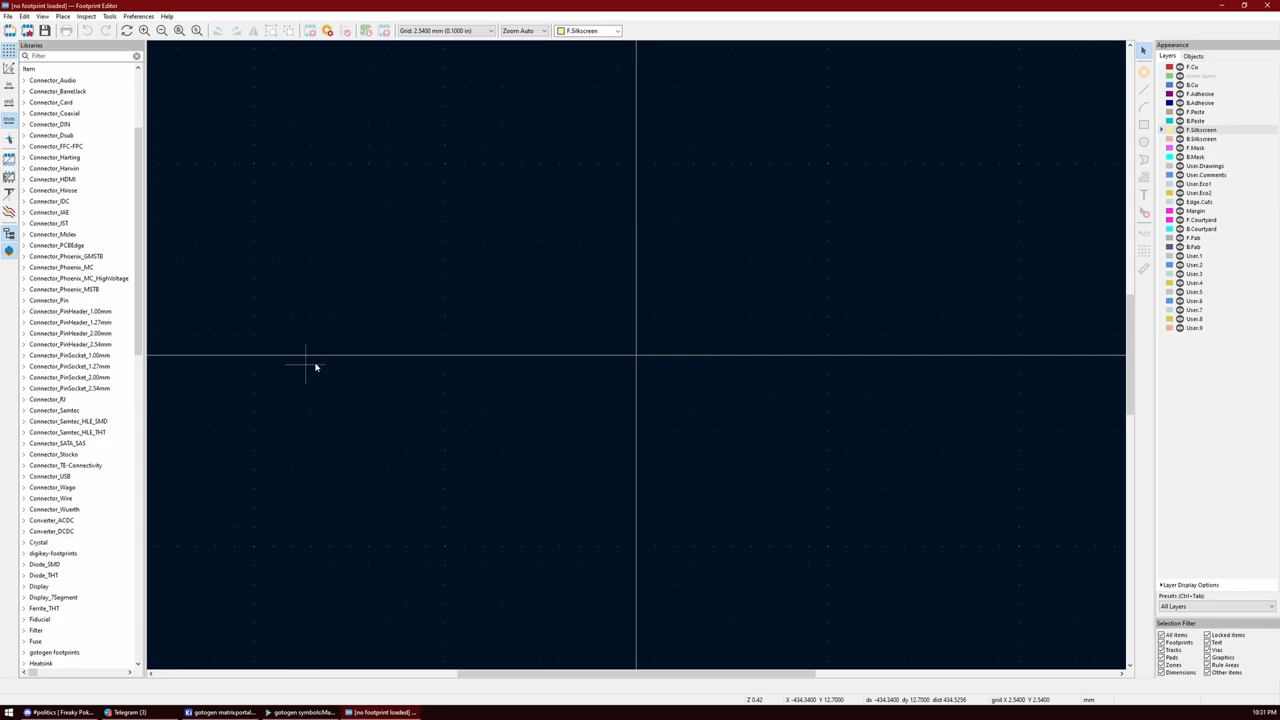 [no footprint loaded] — Footprint Editor
File Edit View Place Inspect Tools Preferences Help
Grid: 2.5400 mm (0.1000 in)
Zoom Auto
F.Silkscreen
Libraries
Filter
Item
Connector_Audio
Connector_BarrelJack
Connector_Card
Connector_Coaxial
Connector_DIN
Connector_Dsub
Connector_FFC-FPC
Connector_Harting
Connector_Harwin
Connector_HDMI
Connector_Hirose
Connector_IDC
Connector_JAE
Connector_JST
Connector_Molex
Connector_PCBEdge
Connector_Phoenix_GMSTB
Connector_Phoenix_MC
Connector_Phoenix_MC_HighVoltage
Connector_Phoenix_MSTB
Connector_Pin
Connector_PinHeader_1.00mm
Connector_PinHeader_1.27mm
Connector_PinHeader_2.00mm
Connector_PinHeader_2.54mm
Connector_PinSocket_1.00mm
Connector_PinSocket_1.27mm
Connector_PinSocket_2.00mm
Connector_PinSocket_2.54mm
Connector_RJ
Connector_Samtec
Connector_Samtec_HLE_SMD
Connector_Samtec_HLE_THT
Connector_SATA_SAS
Connector_Stocko
Connector_TE-Connectivity
Connector_USB
Connector_Wago
Connector_Wire
Connector_Wuerth
Converter_ACDC
Converter_DCDC
Crystal
digikey-footprints
Diode_SMD
Diode_THT
Display
Display_7Segment
Ferrite_THT
Fiducial
Filter
Fuse
gotogen footprints
Heatsink
in
mil
mm
Appearance
Layers Objects
F.Cu
Inner layers
B.Cu
F.Adhesive
B.Adhesive
F.Paste
B.Paste
F.Silkscreen
B.Silkscreen
F.Mask
B.Mask
User.Drawings
User.Comments
User.Eco1
User.Eco2
Edge.Cuts
Margin
F.Courtyard
B.Courtyard
F.Fab
B.Fab
User.1
User.2
User.3
User.4
User.5
User.6
User.7
User.8
User.9
Layer Display Options
Presets (Ctrl+Tab):
All Layers
Selection Filter
All items Locked items
Footprints Text
Tracks Vias
Pads Graphics
Zones Rule Areas
Dimensions Other items
Z 0.42 X -434.3400 Y 12.7000 dx -434.3400 dy 12.7000 dist 434.5256 grid X 2.5400 Y 2.5400 mm
#politics | Freaky Pok...
Telegram (3)
gotogen matrixportal...
gotogen symbols:Ma...
[no footprint loaded] ...
10:31 PM